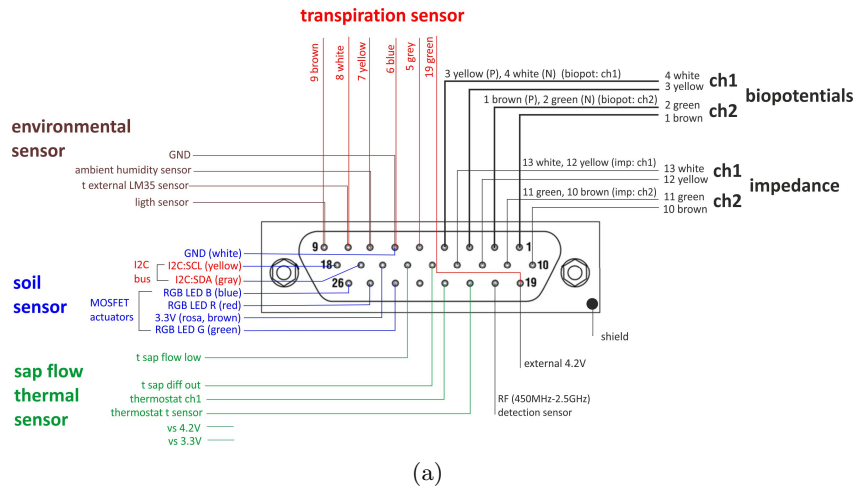 transpiration sensor
9 brown
8 white
7 yellow
6 blue
5 grey
19 green
3 yellow (P), 4 white (N)  (biopot: ch1)
4 white
3 yellow
ch1
1 brown (P), 2 green (N) (biopot: ch2)
2 green
1 brown
ch2
biopotentials
environmental
sensor
GND
ambient humidity sensor
t external LM35 sensor
ligth sensor
13 white, 12 yellow (imp: ch1)
13 white
12 yellow
ch1
11 green, 10 brown (imp: ch2)
11 green
10 brown
ch2
impedance
9
1
18
10
26
19
soil
sensor
GND (white)
I2C
bus
I2C:SCL (yellow)
I2C:SDA (gray)
MOSFET
actuators
RGB LED B (blue)
RGB LED R (red)
3.3V (rosa, brown)
RGB LED G (green)
shield
external 4.2V
RF (450MHz-2.5GHz)
detection sensor
sap flow
thermal
sensor
t sap flow low
t sap diff out
thermostat ch1
thermostat t sensor
vs 4.2V
vs 3.3V
(a)